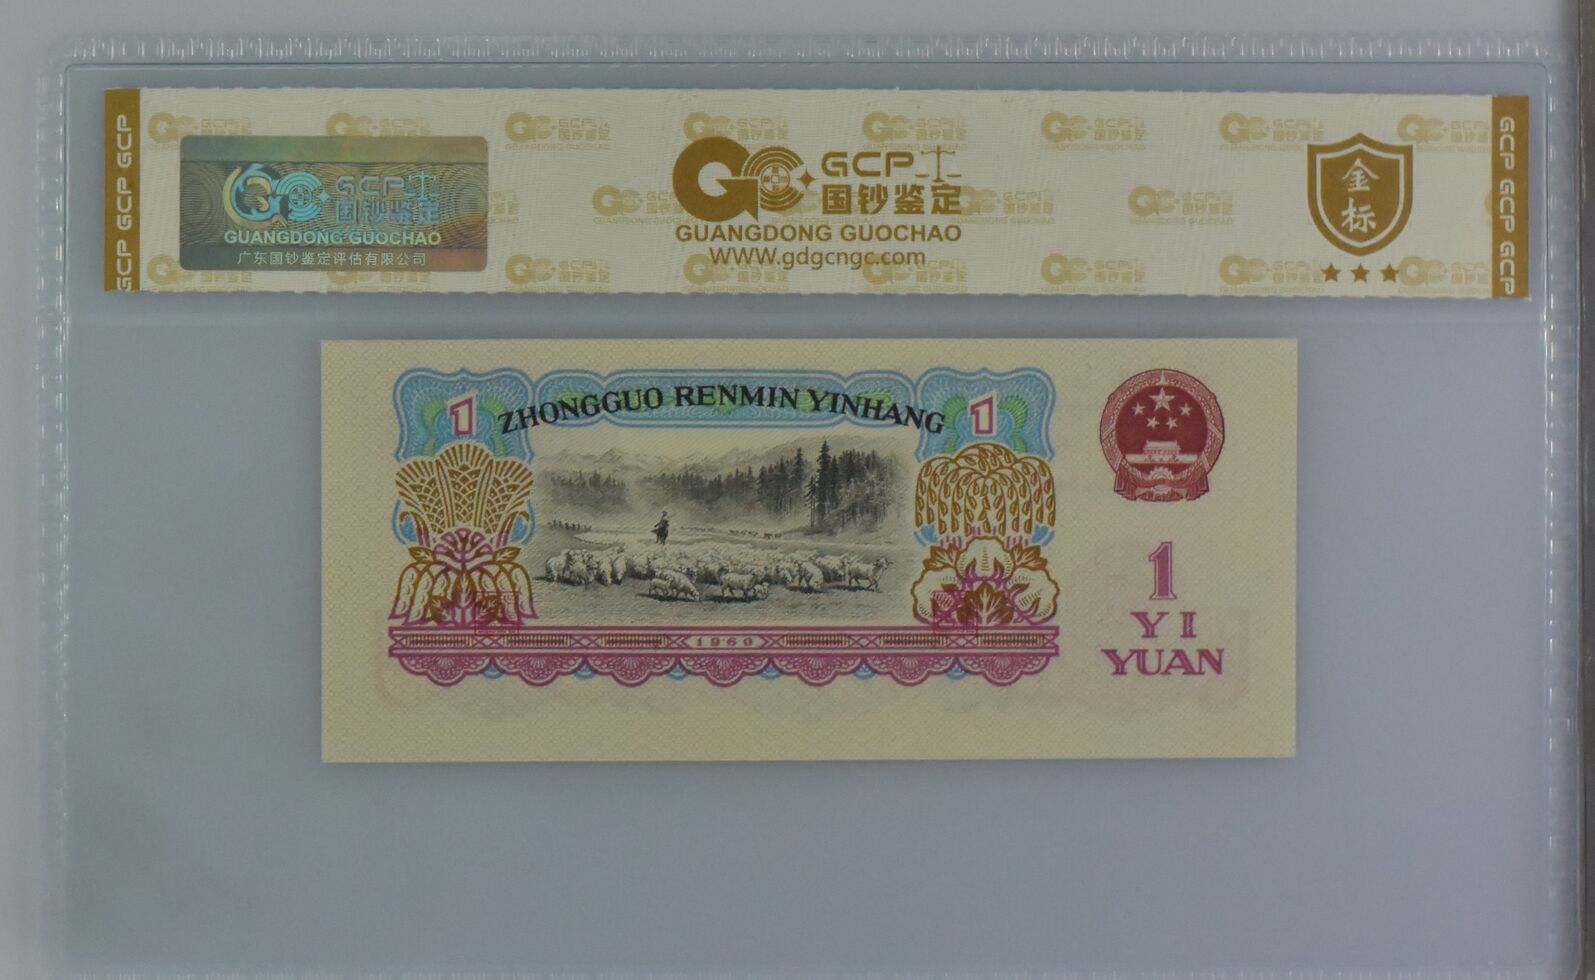 GCP GCP GCP
GCP
国钞鉴定
GUANGDONG GUOCHAO
广东国钞鉴定评估有限公司
GCP
国钞鉴定
GUANGDONG GUOCHAO
WWW.gdgcngc.com
金
标
GCP GCP GCP
ZHONGGUO RENMIN YINHANG
1
1
1960
1
YI
YUAN